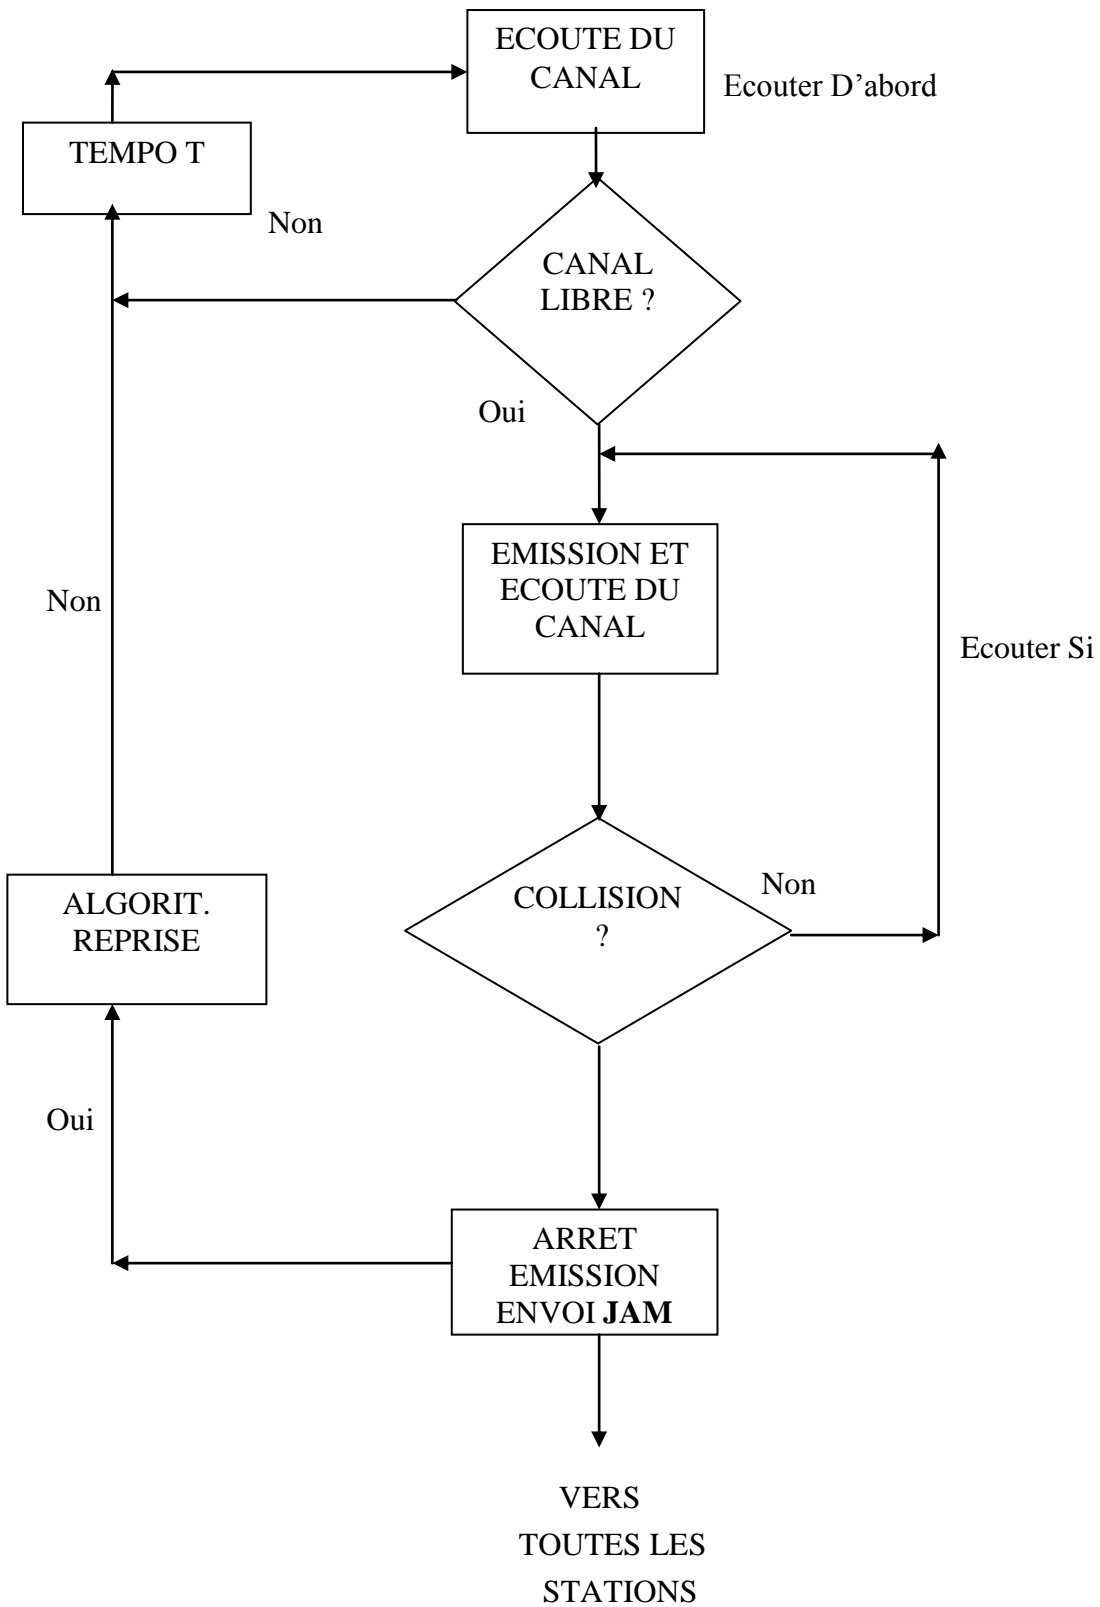 ECOUTE DU
CANAL
Ecouter D’abord
TEMPO T
Non
CANAL
LIBRE ?
Oui
EMISSION ET
ECOUTE DU
CANAL
Non
Ecouter Si
COLLISION
?
Non
ALGORIT.
REPRISE
Oui
ARRET
EMISSION
ENVOI JAM
VERS
TOUTES LES
STATIONS